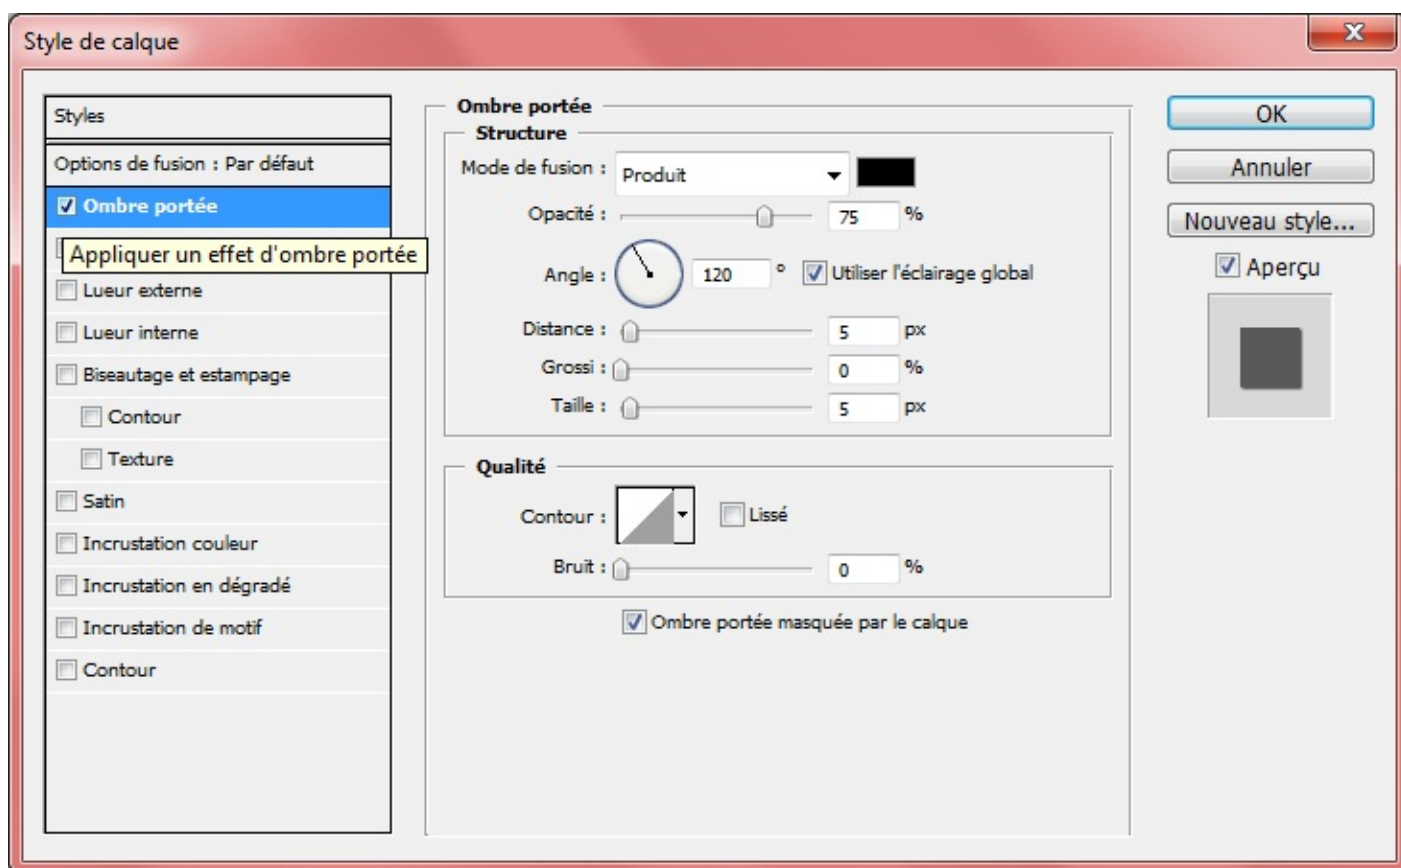 Style de calque
Styles
Options de fusion : Par défaut
Ombre portée
Appliquer un effet d'ombre portée
Lueur externe
Lueur interne
Biseautage et estampage
Contour
Texture
Satin
Incrustation couleur
Incrustation en dégradé
Incrustation de motif
Contour
Ombre portée
Structure
Mode de fusion : Produit
Opacité : 75 %
Angle : 120 ° Utiliser l'éclairage global
Distance : 5 px
Grossi : 0 %
Taille : 5 px
Qualité
Contour : Lissé
Bruit : 0 %
Ombre portée masquée par le calque
OK
Annuler
Nouveau style...
Aperçu